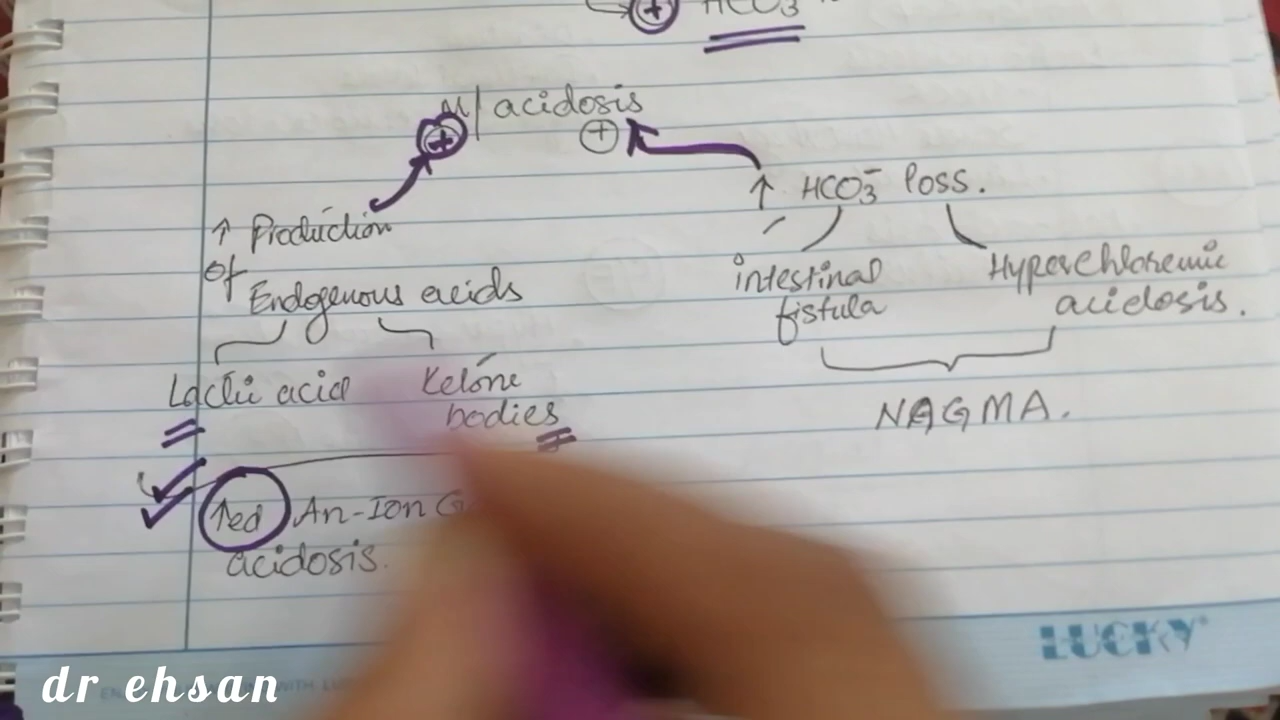 HCO3
M/ acidosis
↑ HCO3⁻ loss.
↑ Production
of
Endogenous acids
intestinal
fistula
Hyperchloremic
acidosis.
Lactic acid
Ketone
bodies
NAGMA.
↑ed An-Ion G
acidosis.
LUCKY
dr ehsan